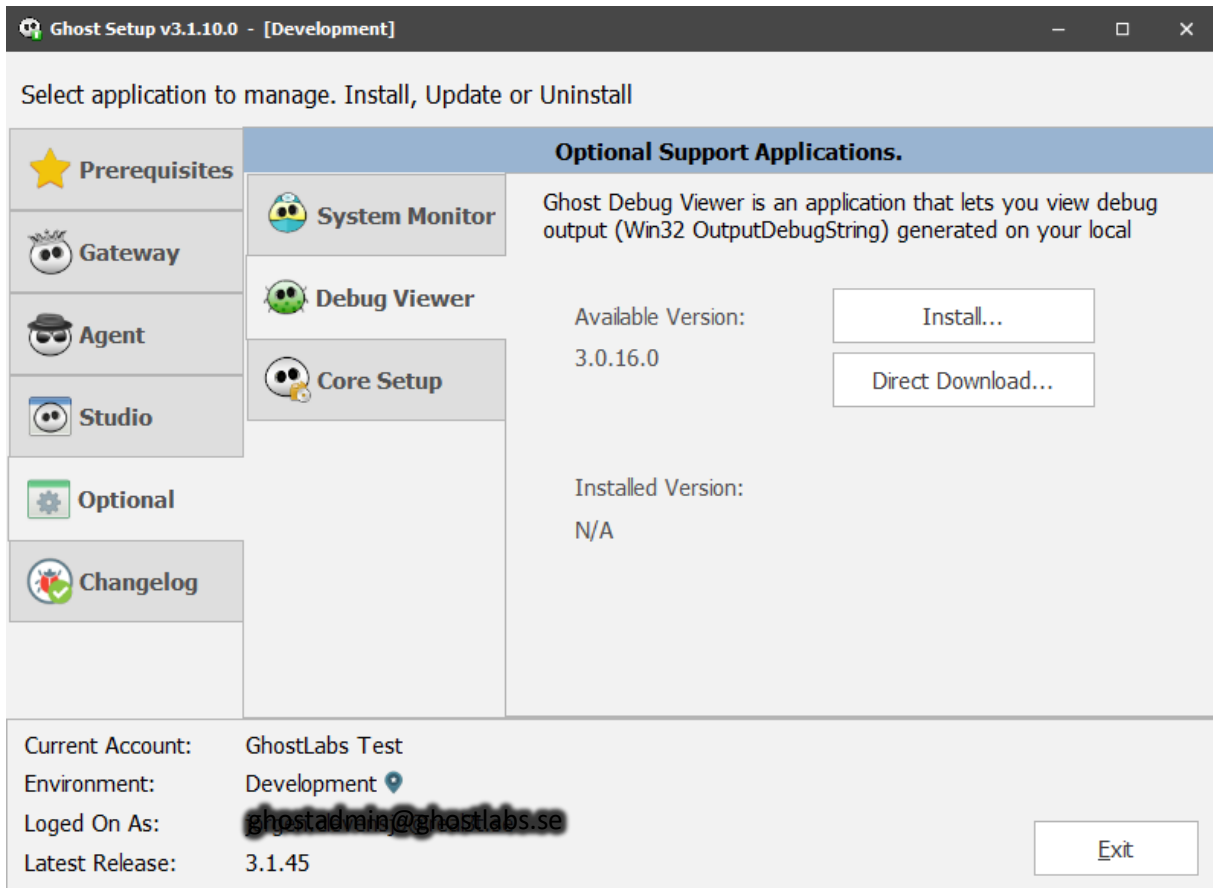 Ghost Setup v3.1.10.0 - [Development]
Select application to manage. Install, Update or Uninstall
Prerequisites
Gateway
Agent
Studio
Optional
Changelog
Optional Support Applications.
System Monitor
Debug Viewer
Core Setup
Ghost Debug Viewer is an application that lets you view debug
output (Win32 OutputDebugString) generated on your local
Available Version:
3.0.16.0
Install...
Direct Download...
Installed Version:
N/A
Current Account: GhostLabs Test
Environment: Development
Loged On As: ghostadmin@ghostlabs.se
Latest Release: 3.1.45
Exit